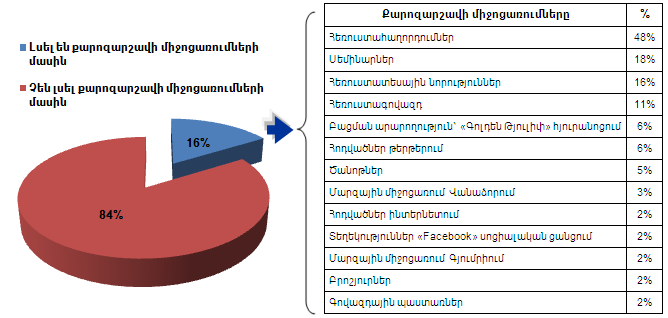 Լսել են քարոզարշավի միջոցառումների
մասին
Չեն լսել քարոզարշավի միջոցառումների
մասին
16%
84%
Քարոզարշավի միջոցառումները %
Հեռուստահաղորդումներ 48%
Սեմինարներ 18%
Հեռուստատեսային նորություններ 16%
Հեռուստագովազդ 11%
Բացման արարողություն՝ «Գոլդեն Թյուլիփ» հյուրանոցում 6%
Հոդվածներ թերթերում 6%
Ծանոթներ 5%
Մարզային միջոցառում Վանաձորում 3%
Հոդվածներ ինտերնետում 2%
Տեղեկություններ «Facebook» սոցիալական ցանցում 2%
Մարզային միջոցառում Գյումրիում 2%
Բրոշյուրներ 2%
Գովազդային պաստառներ 2%